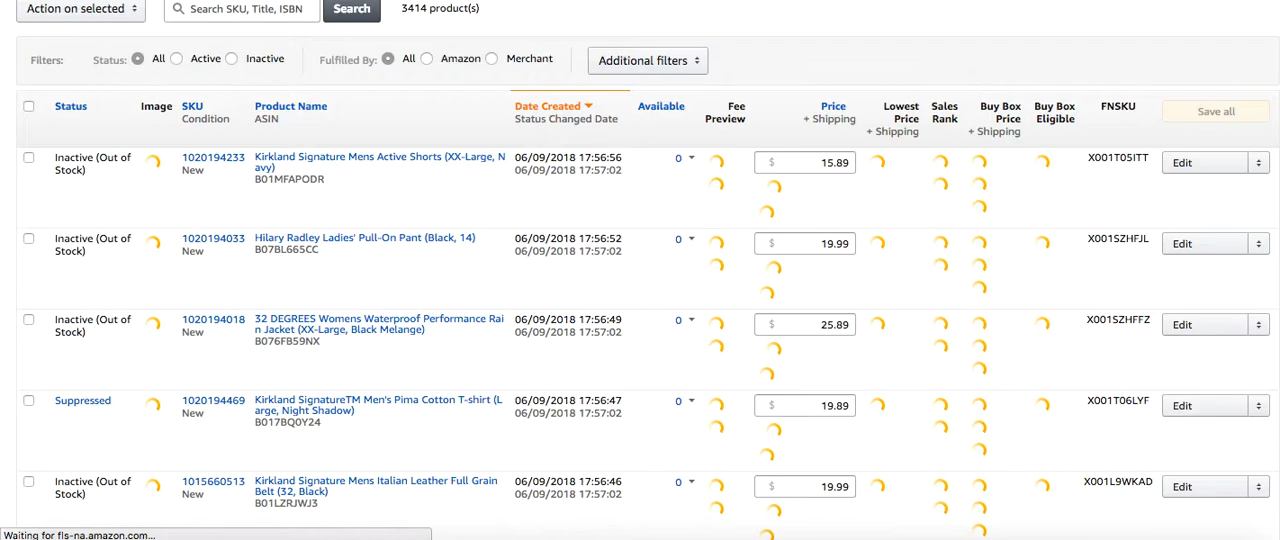 Action on selected
Search SKU, Title, ISBN
Search
3414 product(s)
Filters: Status: All Active Inactive Fulfilled By: All Amazon Merchant Additional filters
Status Image SKU Product Name Date Created Available Fee Price Lowest Sales Buy Box Buy Box FNSKU Save all
Condition ASIN Status Changed Date Preview + Shipping Price Rank Price Eligible
+ Shipping + Shipping
Inactive (Out of 1020194233 Kirkland Signature Mens Active Shorts (XX-Large, N 06/09/2018 17:56:56 0 $ 15.89 X001T05ITT Edit
Stock) New avy) 06/09/2018 17:57:02
B01MFAPODR
Inactive (Out of 1020194033 Hilary Radley Ladies' Pull-On Pant (Black, 14) 06/09/2018 17:56:52 0 $ 19.99 X001SZHFJL Edit
Stock) New B07BL665CC 06/09/2018 17:57:02
Inactive (Out of 1020194018 32 DEGREES Womens Waterproof Performance Rai 06/09/2018 17:56:49 0 $ 25.89 X001SZHFFZ Edit
Stock) New n Jacket (XX-Large, Black Melange) 06/09/2018 17:57:02
B076FB59NX
Suppressed 1020194469 Kirkland SignatureTM Men's Pima Cotton T-shirt (L 06/09/2018 17:56:47 0 $ 19.89 X001T06LYF Edit
New arge, Night Shadow) 06/09/2018 17:57:02
B017BQ0Y24
Inactive (Out of 1015660513 Kirkland Signature Mens Italian Leather Full Grain 06/09/2018 17:56:46 0 $ 19.99 X001L9WKAD Edit
Stock) New Belt (32, Black) 06/09/2018 17:57:02
B01LZRJWJ3
Waiting for fls-na.amazon.com...